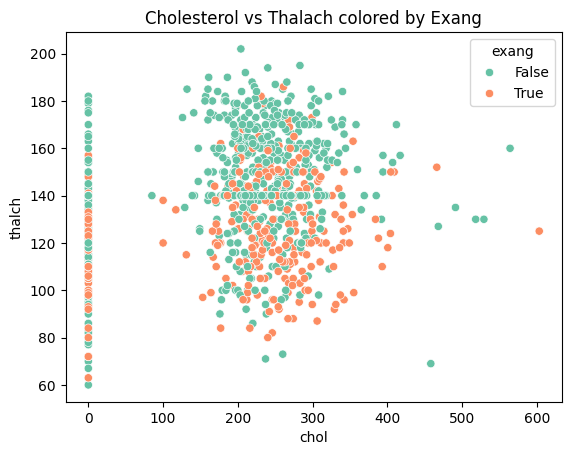 Cholesterol vs Thalach colored by Exang
exang
False
True
200
180
160
140
120
100
80
60
thalch
0 100 200 300 400 500 600
chol